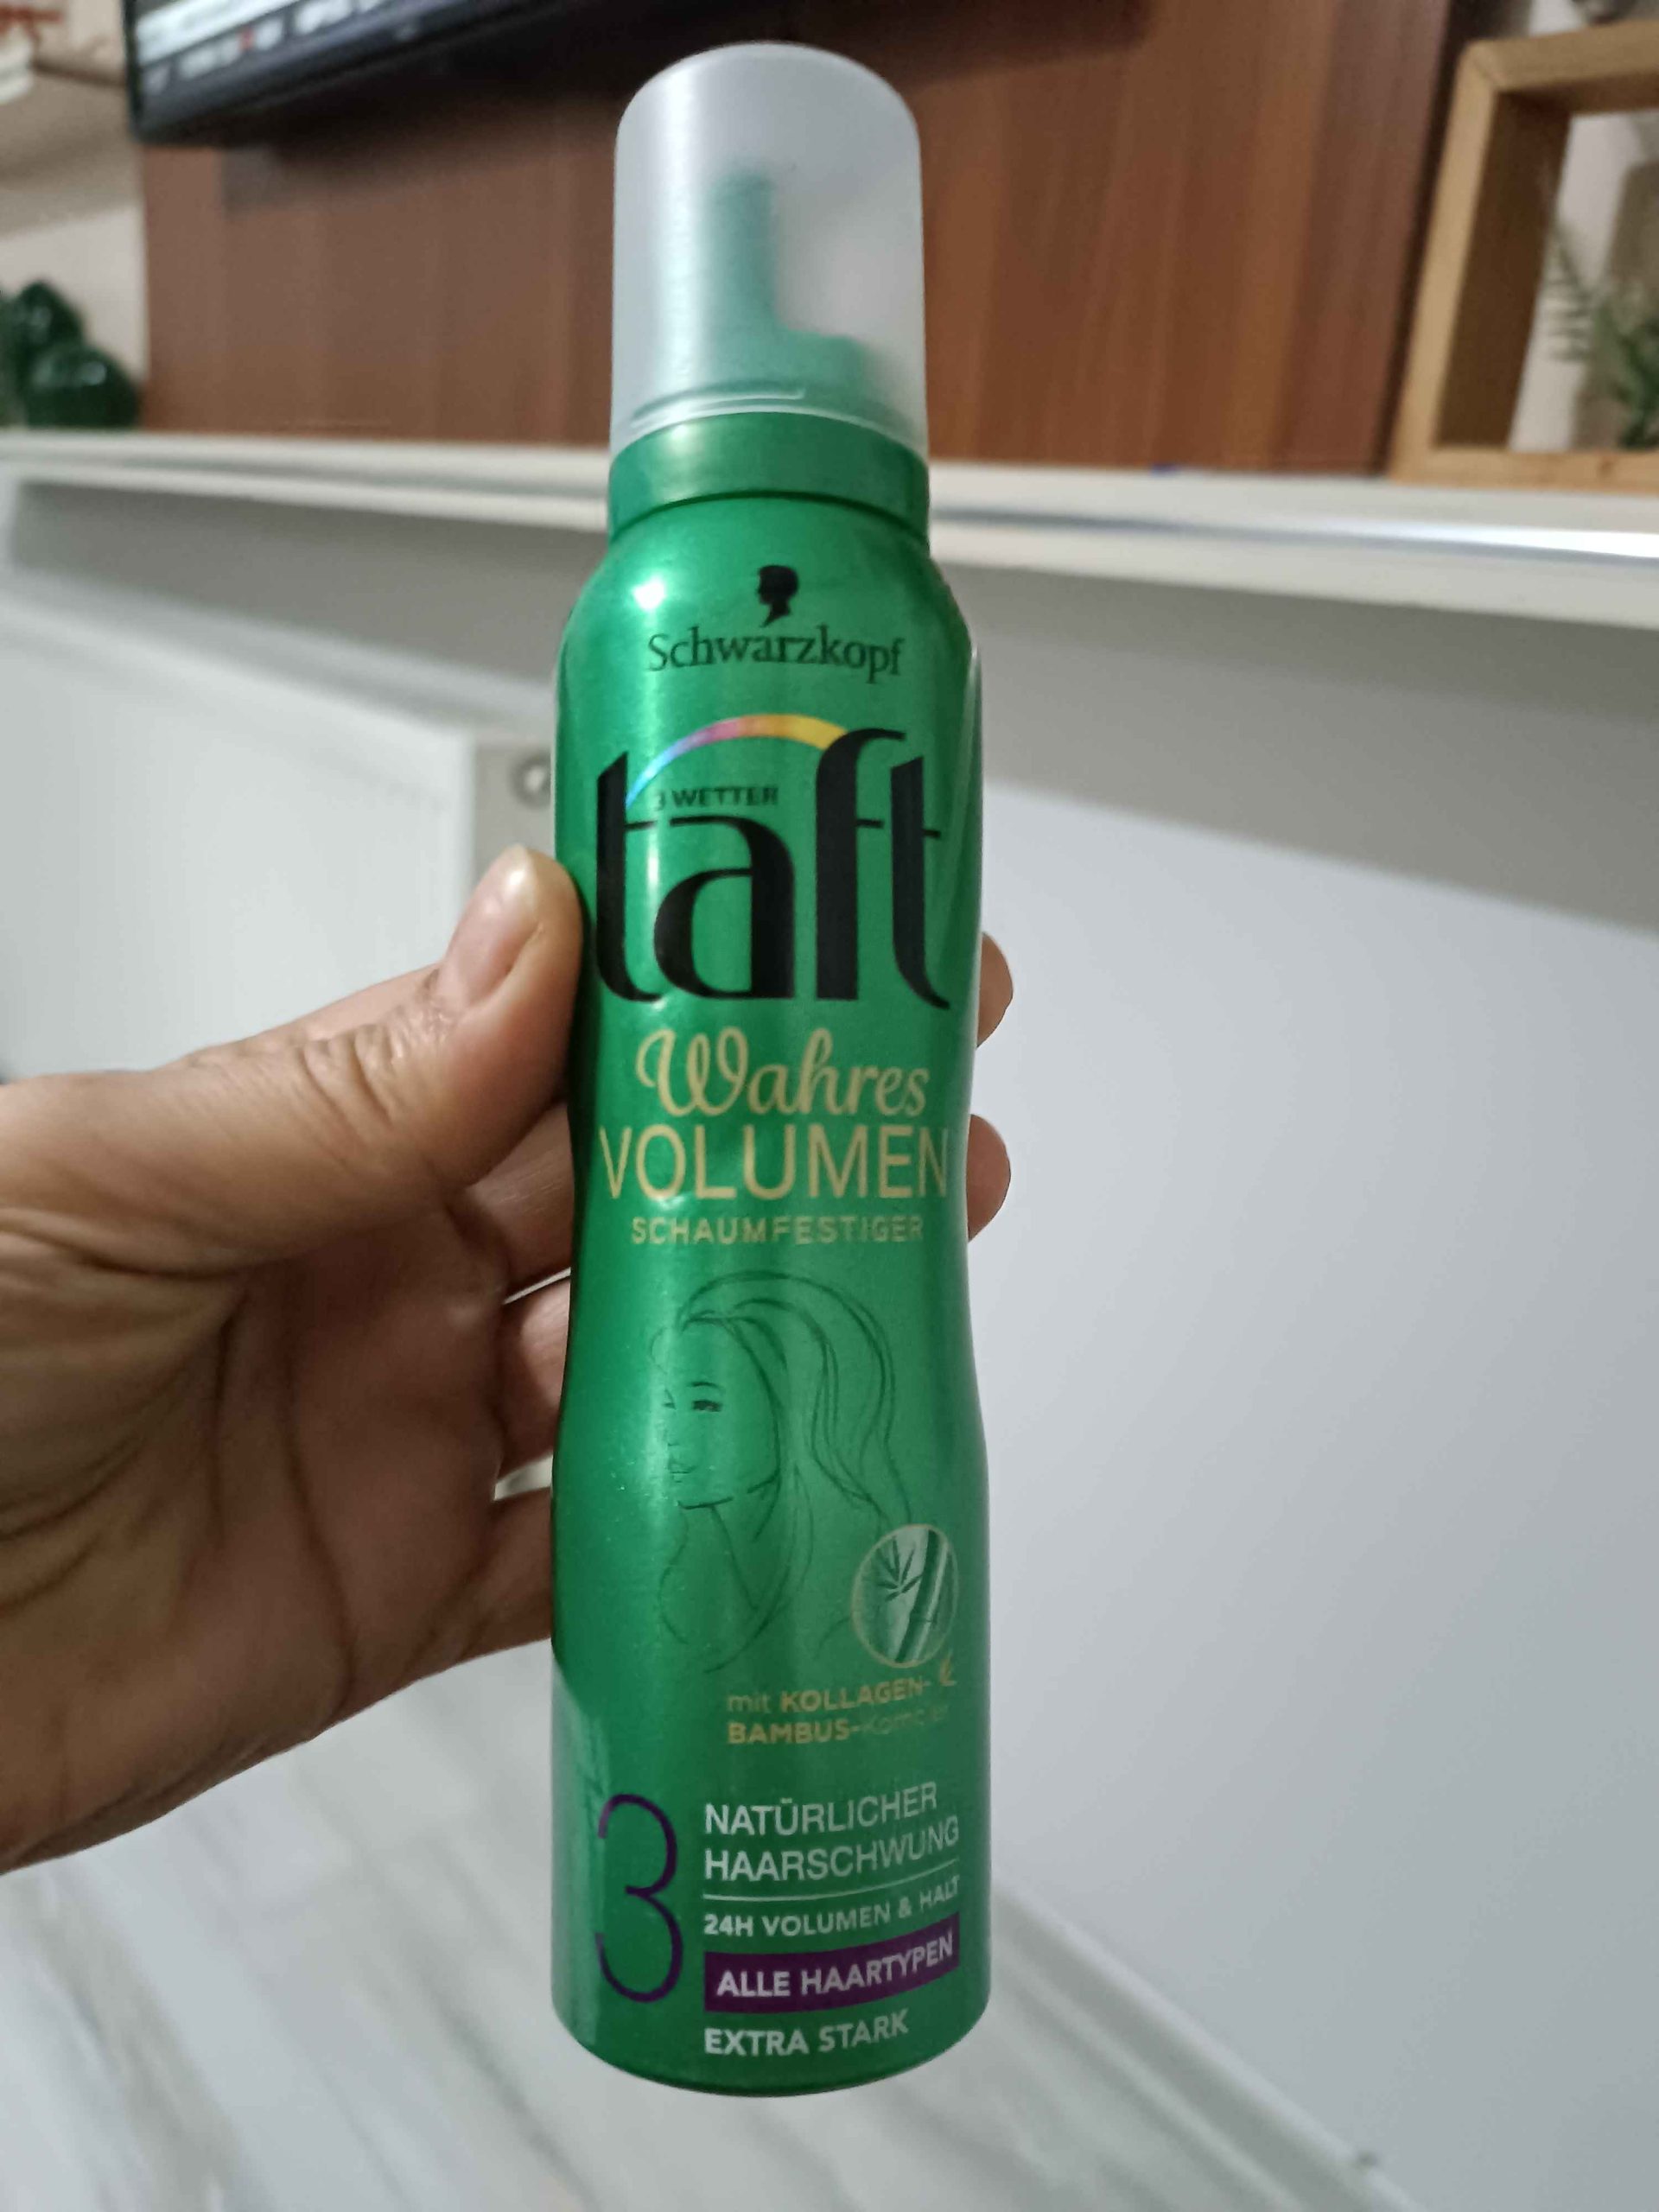 Schwarzkopf
3 WETTER
taft
Wahres
VOLUMEN
SCHAUMFESTIGER
mit KOLLAGEN-
BAMBUS-Komplex
3
NATÜRLICHER
HAARSCHWUNG
24H VOLUMEN & HALT
ALLE HAARTYPEN
EXTRA STARK